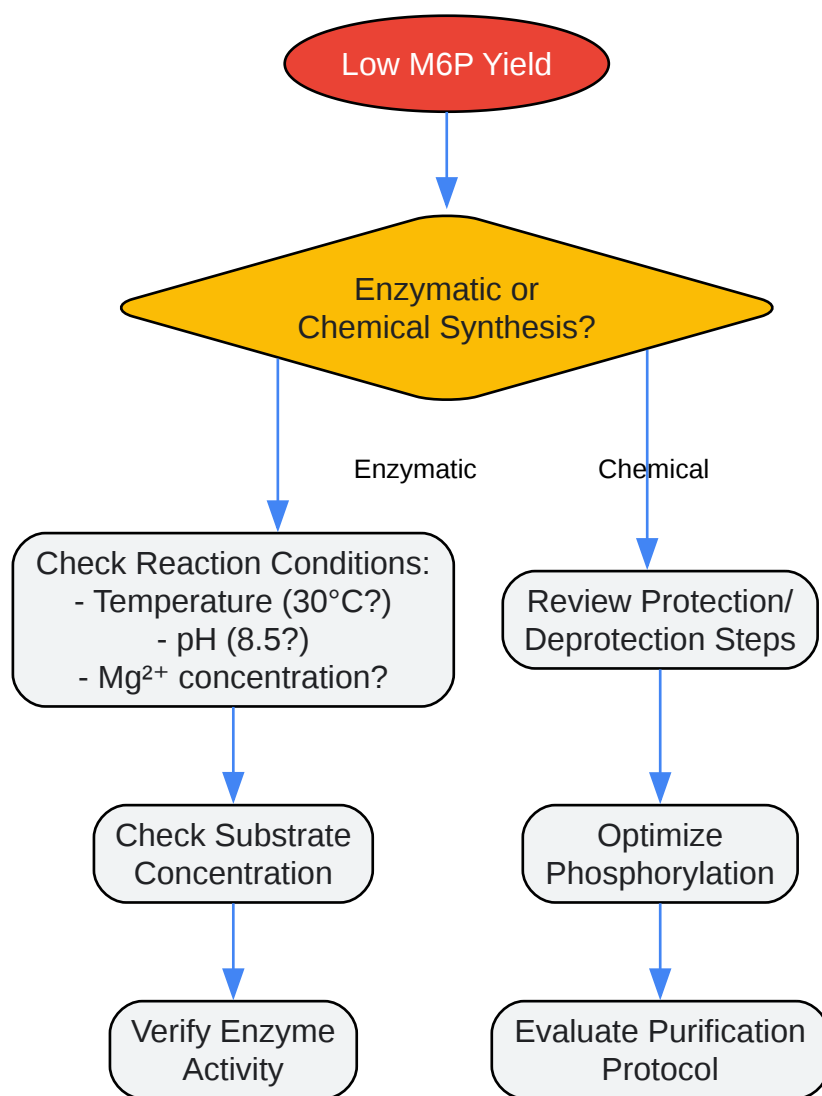 Low M6P Yield
Enzymatic or
Chemical Synthesis?
Enzymatic
Chemical
Check Reaction Conditions:
- Temperature (30°C?)
- pH (8.5?)
- Mg²⁺ concentration?
Review Protection/
Deprotection Steps
Check Substrate
Concentration
Optimize
Phosphorylation
Verify Enzyme
Activity
Evaluate Purification
Protocol